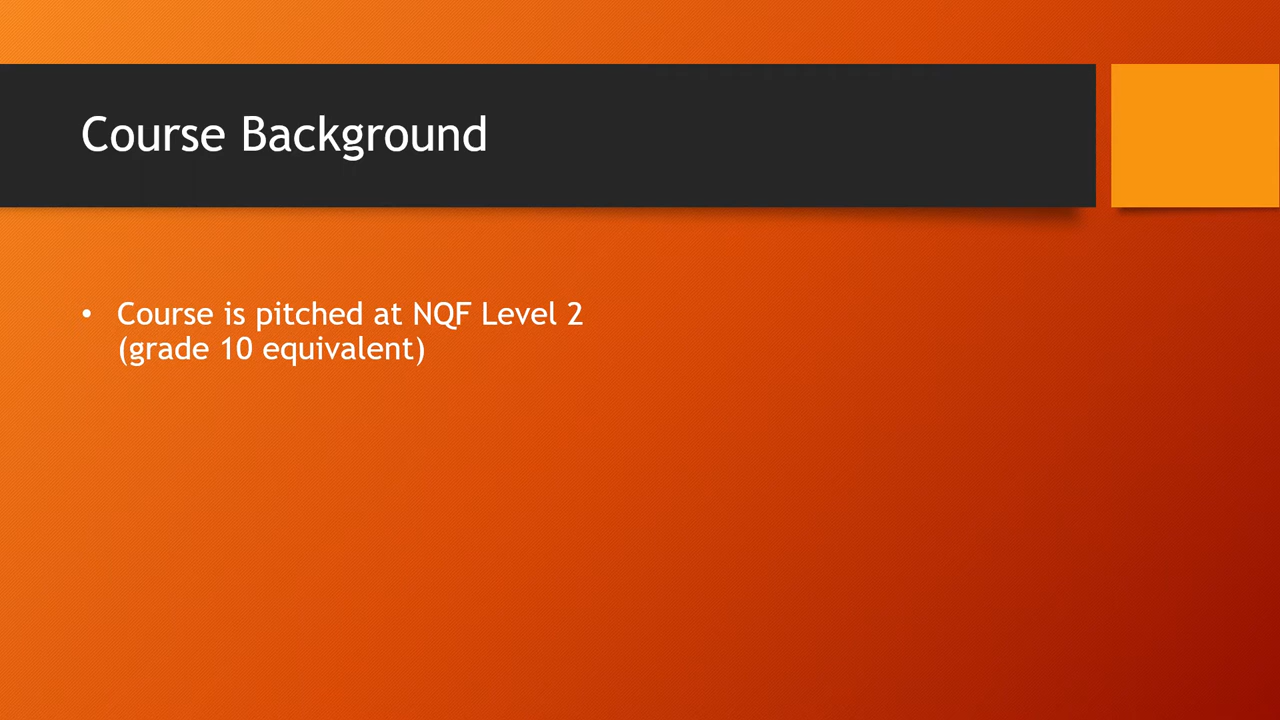 Course Background
• Course is pitched at NQF Level 2
(grade 10 equivalent)